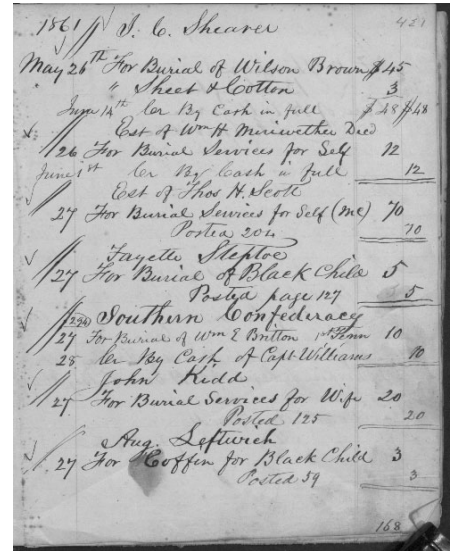 1861 J. C. Shearer 421
May 26th For Burial of Wilson Brown $45
" Sheet & Cotton 3
June 14th Cr By Cash in full $48 $48
Est of Wm H. Meriwether Died
26 For Burial Services for Self 12
June 1st Cr By Cash in full 12
Est of Thos H. Scott
27 For Burial Services for Self (Mc) 70
Posted 204 70
Fayette Steptoe
27 For Burial of Black Child 5
Posted page 127 5
294 Southern Confederacy
27 For Burial of Wm E Britton 1st Tenn 10
28 Cr By Cash of Capt Williams 10
John Kidd
27 For Burial Services for Wife 20
Posted 125 20
Aug. Leftwich
27 For Coffin for Black Child 3
Posted 59 3
168